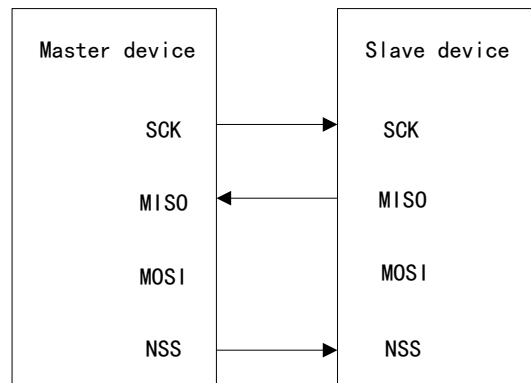 Master device
Slave device
SCK
SCK
MISO
MISO
MOSI
MOSI
NSS
NSS